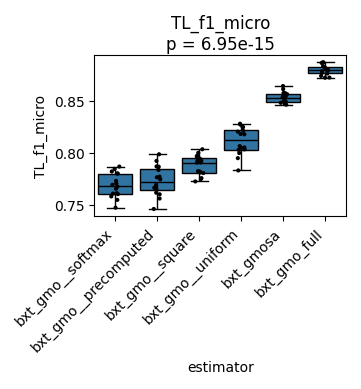 TL_f1_micro
p = 6.95e-15
TL_f1_micro
0.85
0.80
0.75
bxt_gmo__softmax
bxt_gmo__precomputed
bxt_gmo__square
bxt_gmo__uniform
bxt_gmosa
bxt_gmo_full
estimator